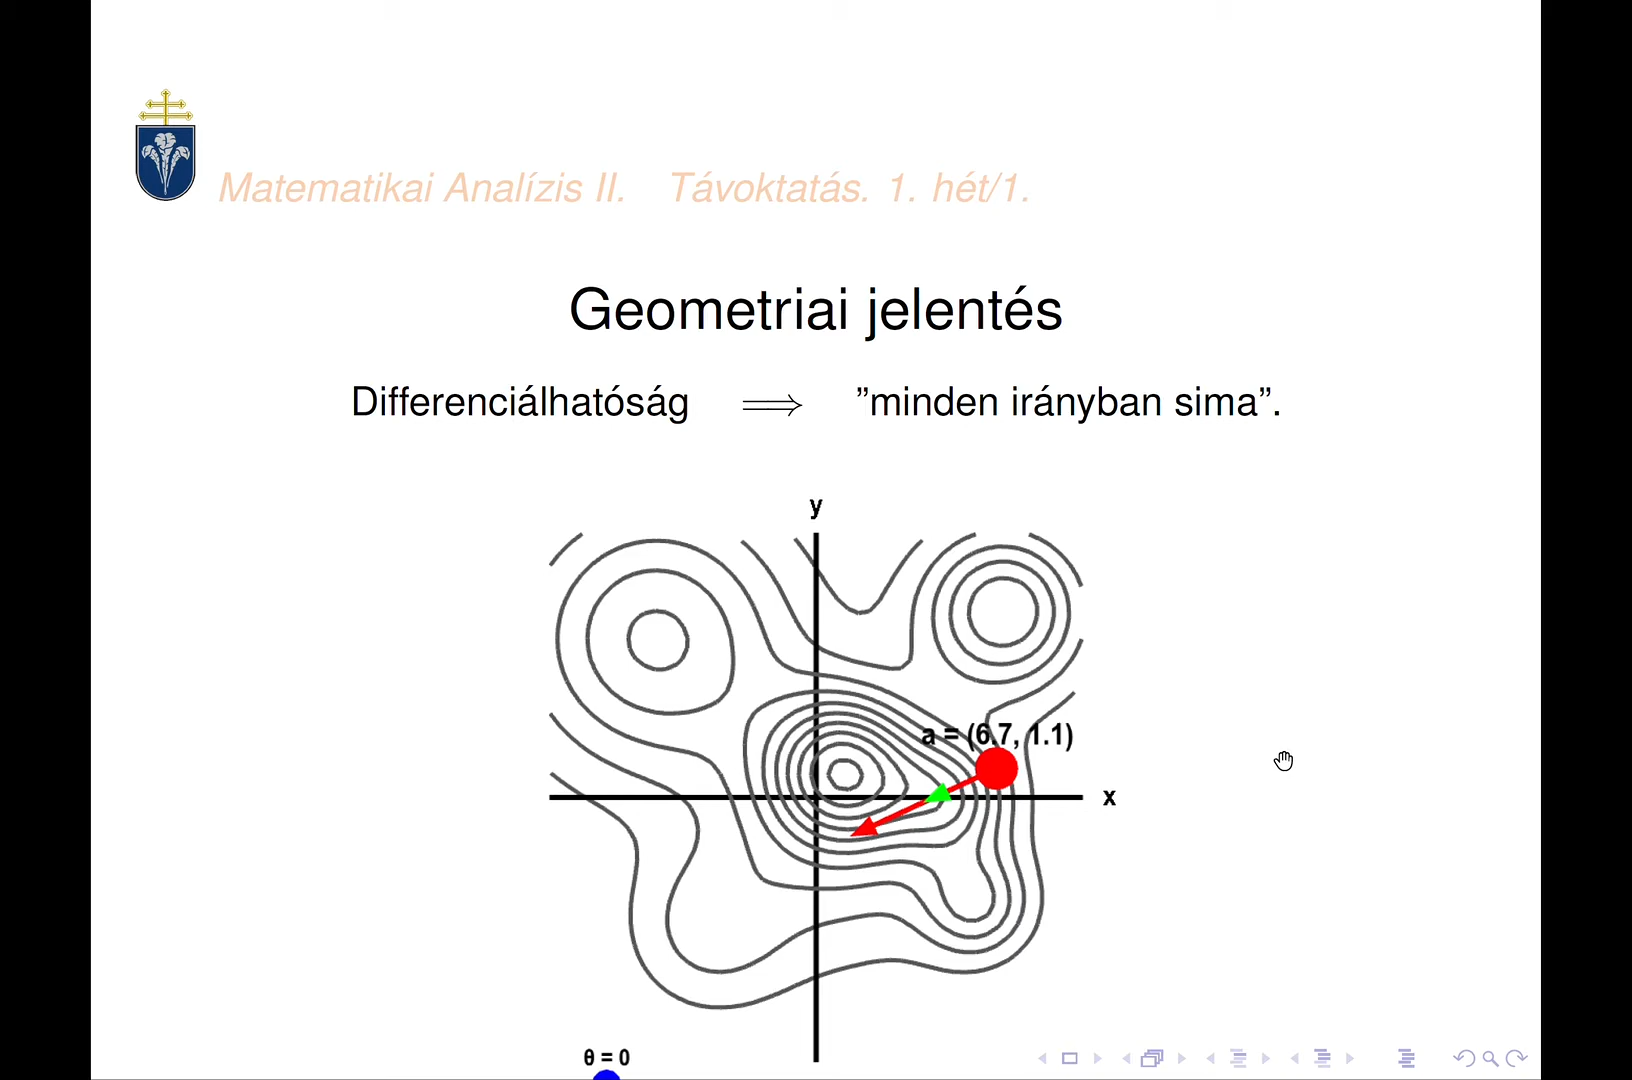 Matematikai Analízis II. Távoktatás. 1. hét/1.
Geometriai jelentés
Differenciálhatóság ⟹ ”minden irányban sima”.
y
a = (6.7, 1.1)
x
θ = 0